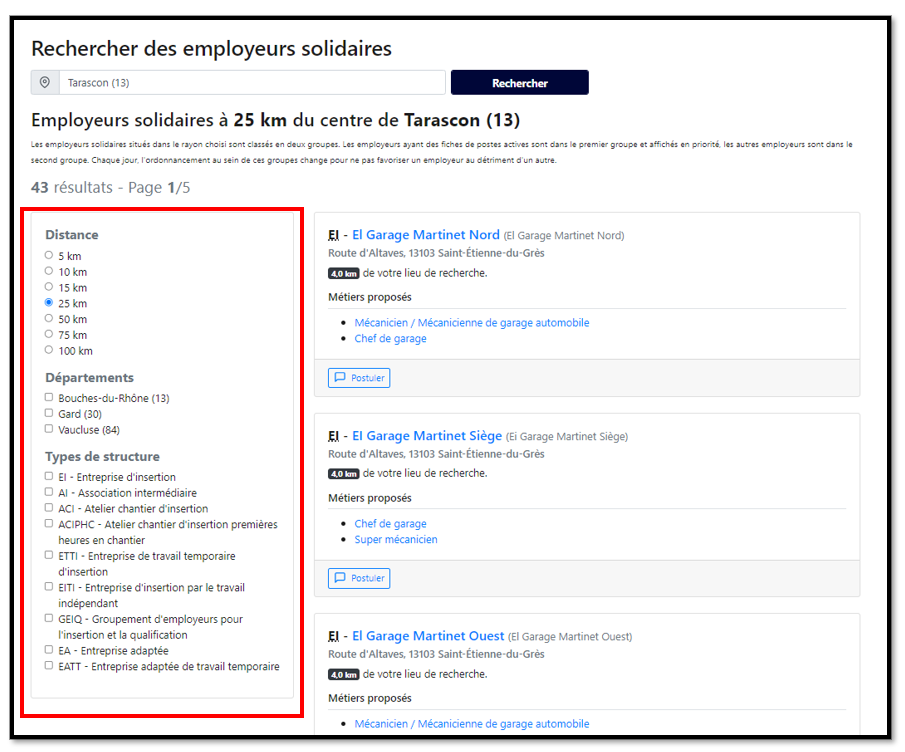 Rechercher des employeurs solidaires
Tarascon (13)
Rechercher
Employeurs solidaires à 25 km du centre de Tarascon (13)
Les employeurs solidaires situés dans le rayon choisi sont classés en deux groupes. Les employeurs ayant des fiches de postes actives sont dans le premier groupe et affichés en priorité, les autres employeurs sont dans le
second groupe. Chaque jour, l'ordonnancement au sein de ces groupes change pour ne pas favoriser un employeur au détriment d'un autre.
43 résultats - Page 1/5
Distance
5 km
10 km
15 km
25 km
50 km
75 km
100 km
Départements
Bouches-du-Rhône (13)
Gard (30)
Vaucluse (84)
Types de structure
EI - Entreprise d'insertion
AI - Association intermédiaire
ACI - Atelier chantier d'insertion
ACIPHC - Atelier chantier d'insertion premières
heures en chantier
ETTI - Entreprise de travail temporaire
d'insertion
EITI - Entreprise d'insertion par le travail
indépendant
GEIQ - Groupement d'employeurs pour
l'insertion et la qualification
EA - Entreprise adaptée
EATT - Entreprise adaptée de travail temporaire
EI - EI Garage Martinet Nord (EI Garage Martinet Nord)
Route d'Altaves, 13103 Saint-Étienne-du-Grès
4,0 km de votre lieu de recherche.
Métiers proposés
Mécanicien / Mécanicienne de garage automobile
Chef de garage
Postuler
EI - EI Garage Martinet Siège (Ei Garage Martinet Siège)
Route d'Altaves, 13103 Saint-Étienne-du-Grès
4,0 km de votre lieu de recherche.
Métiers proposés
Chef de garage
Super mécanicien
Postuler
EI - EI Garage Martinet Ouest (EI Garage Martinet Ouest)
Route d'Altaves, 13103 Saint-Étienne-du-Grès
4,0 km de votre lieu de recherche.
Métiers proposés
Mécanicien / Mécanicienne de garage automobile